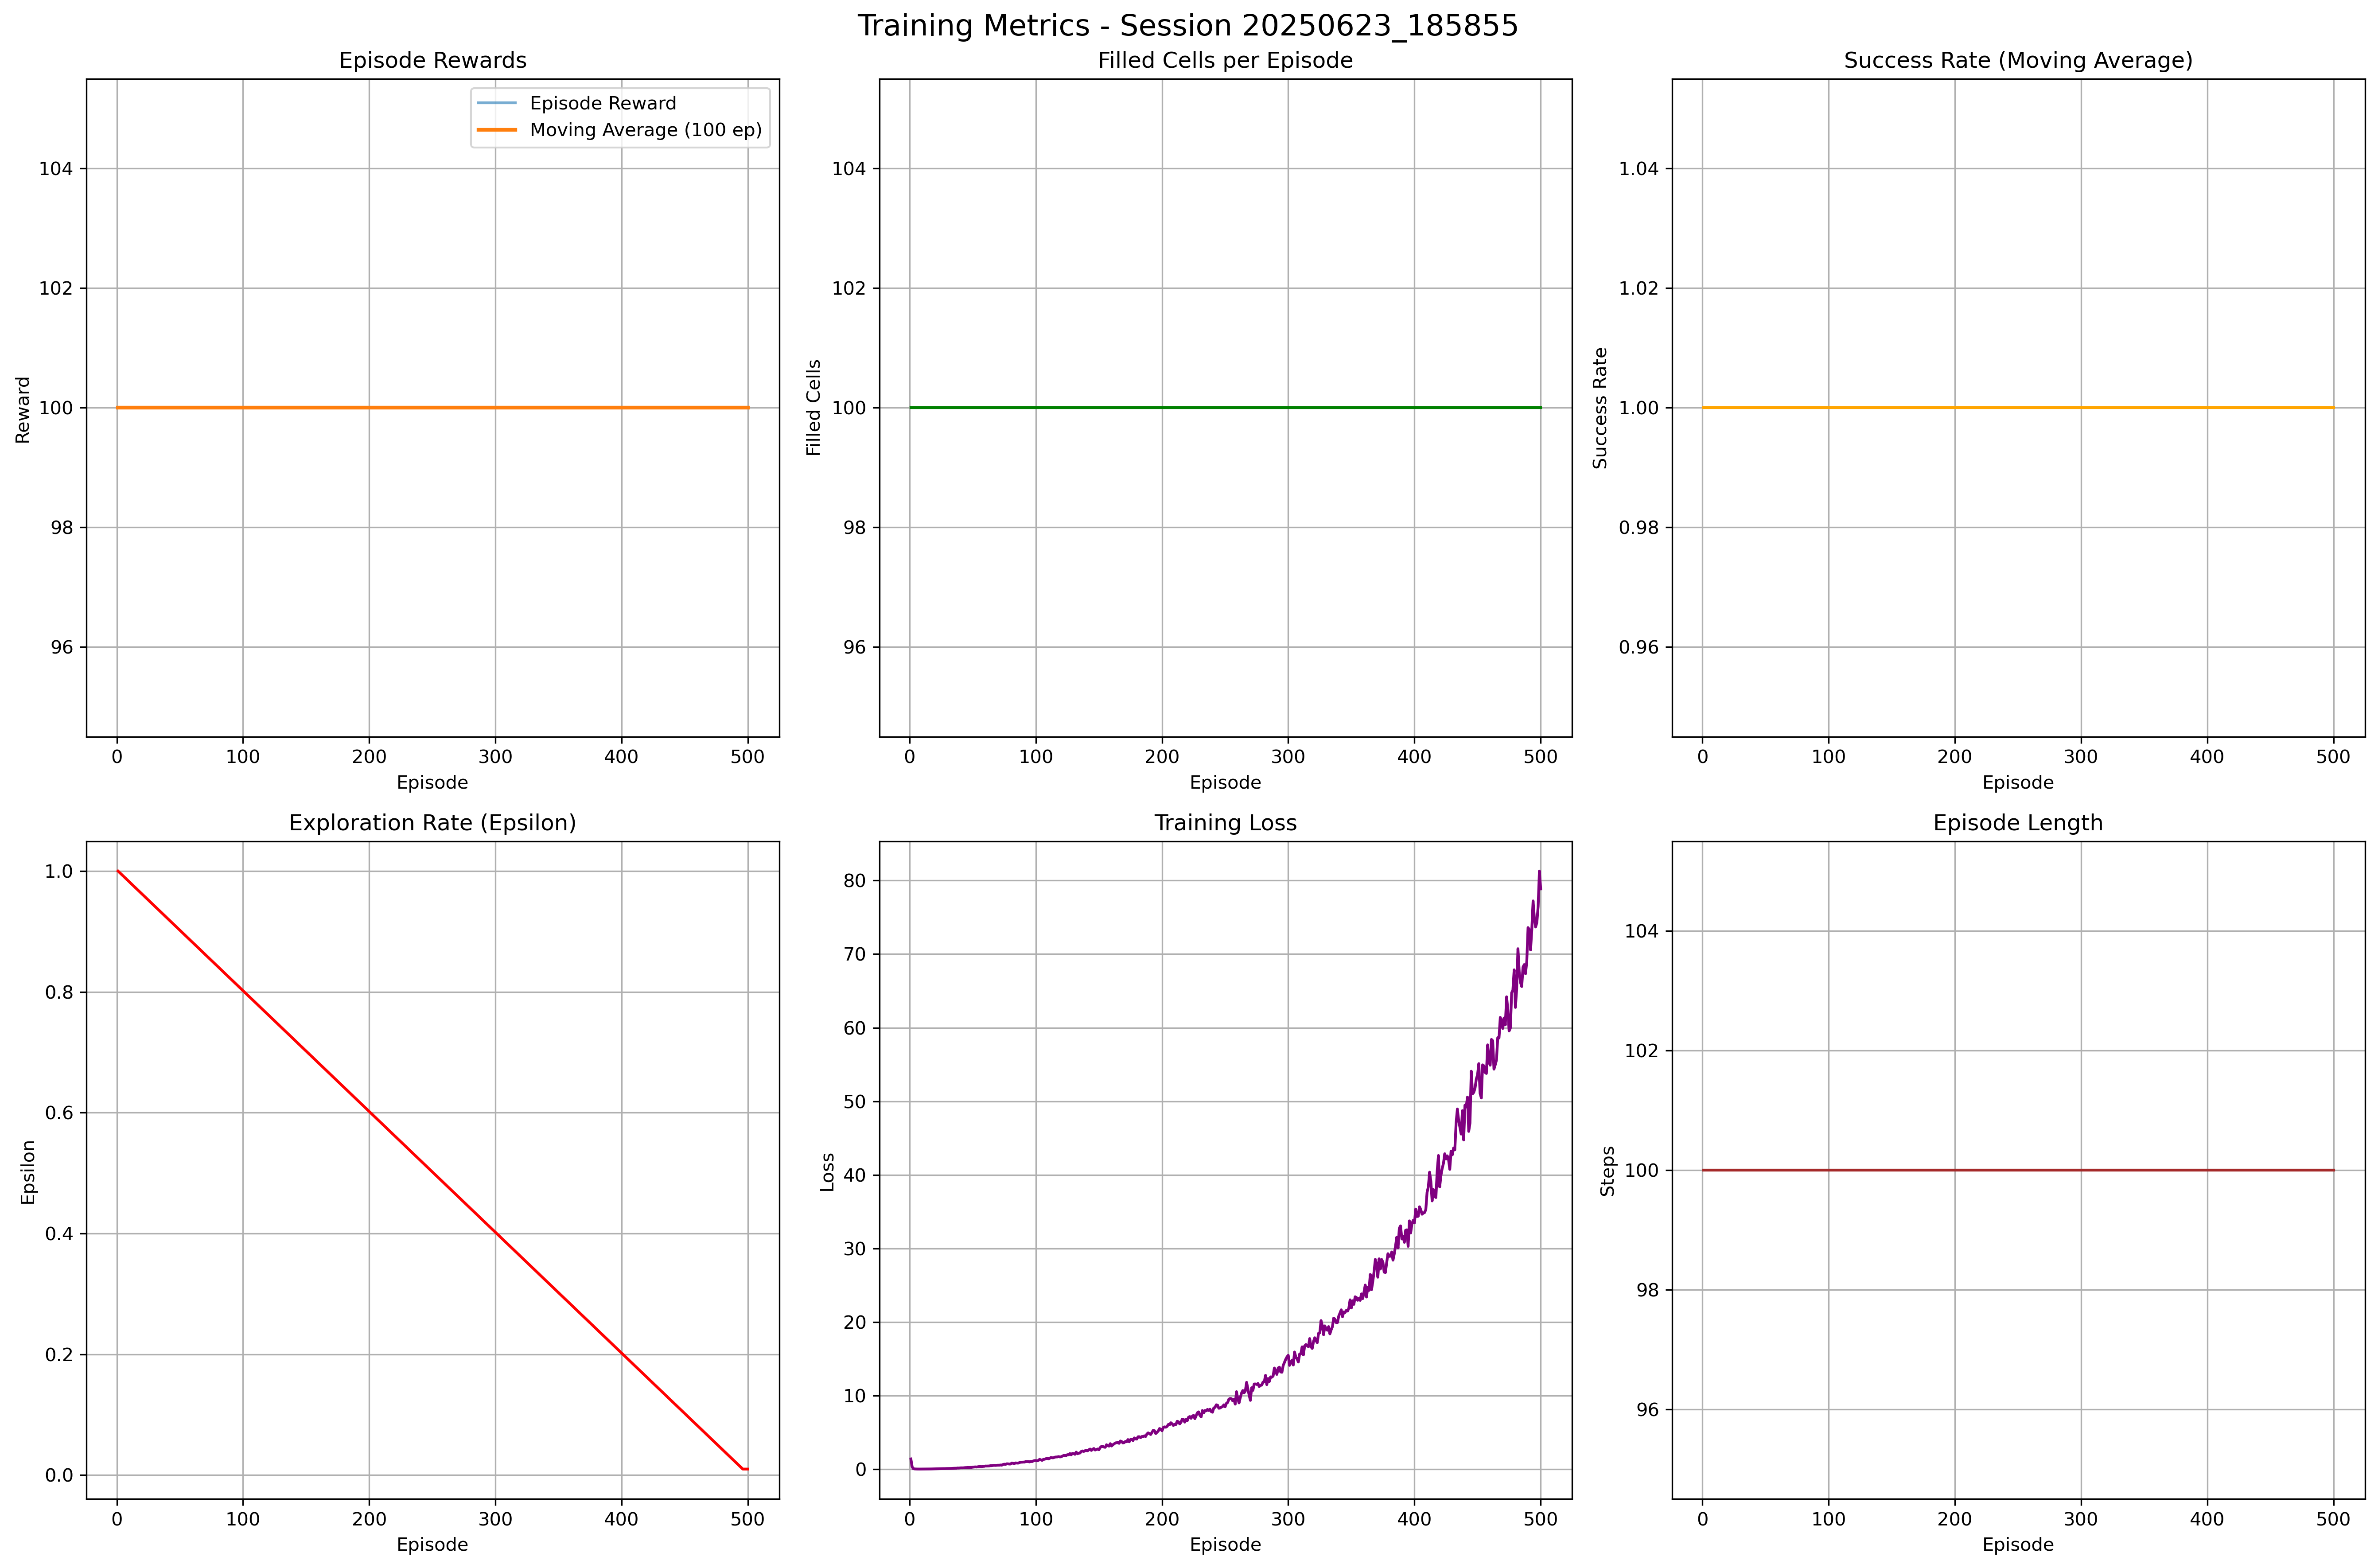 Training Metrics - Session 20250623_185855
Episode Rewards
Episode Reward
Moving Average (100 ep)
104
102
100
98
96
Reward
0 100 200 300 400 500
Episode
Filled Cells per Episode
104
102
100
98
96
Filled Cells
0 100 200 300 400 500
Episode
Success Rate (Moving Average)
1.04
1.02
1.00
0.98
0.96
Success Rate
0 100 200 300 400 500
Episode
Exploration Rate (Epsilon)
1.0
0.8
0.6
0.4
0.2
0.0
Epsilon
0 100 200 300 400 500
Episode
Training Loss
80
70
60
50
40
30
20
10
0
Loss
0 100 200 300 400 500
Episode
Episode Length
104
102
100
98
96
Steps
0 100 200 300 400 500
Episode